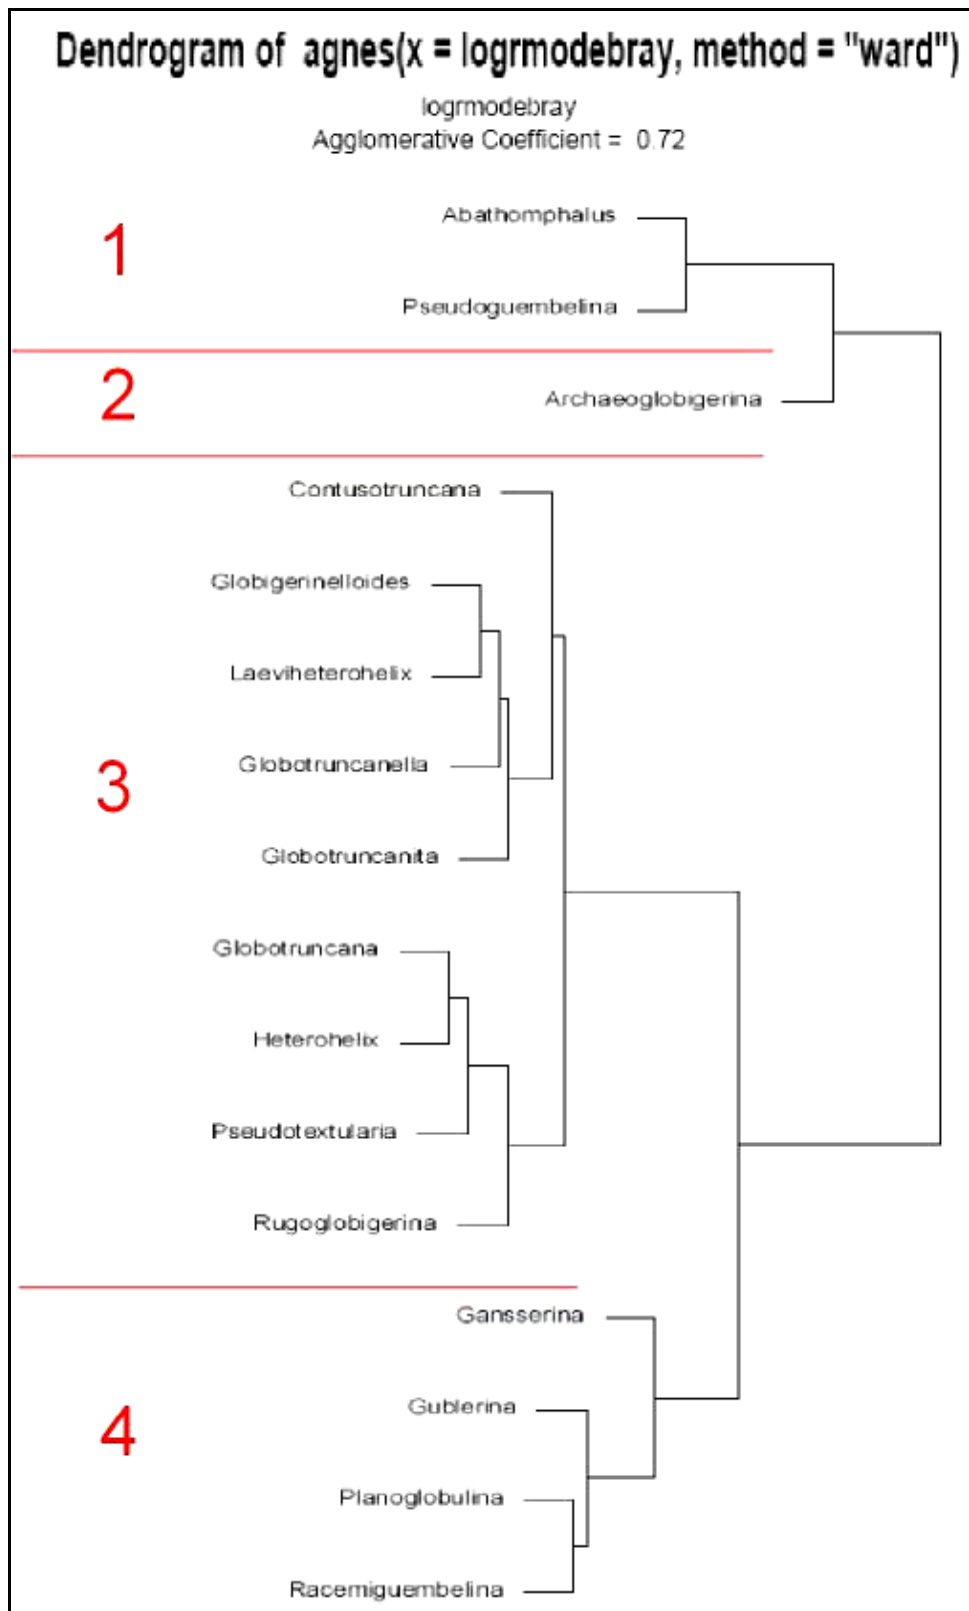 Dendrogram of agnes(x = logrmodebray, method = "ward")
logrmodebray
Agglomerative Coefficient = 0.72
1
Abathomphalus
Pseudoguembelina
2
Archaeoglobigerina
3
Contusotruncana
Globigerinelloides
Laeviheterohelix
Globotruncanella
Globotruncanita
Globotruncana
Heterohelix
Pseudotextularia
Rugoglobigerina
4
Gansserina
Gublerina
Planoglobulina
Racemiguembelina